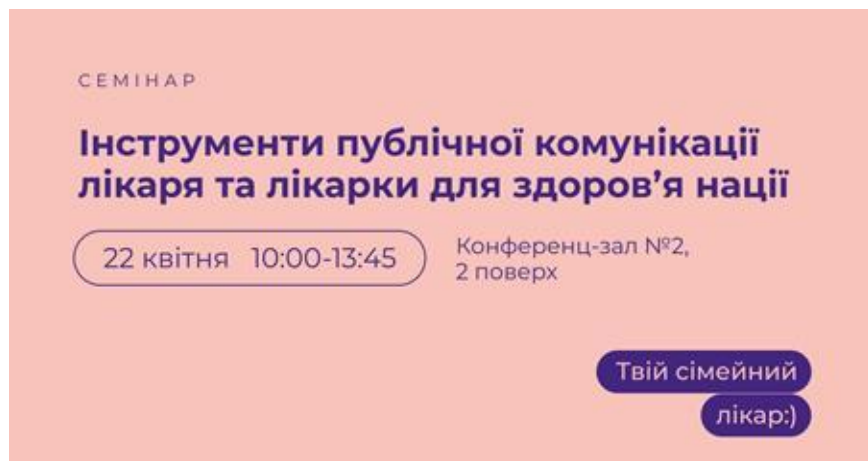 СЕМІНАР
Інструменти публічної комунікації
лікаря та лікарки для здоров’я нації
22 квітня 10:00-13:45
Конференц-зал №2,
2 поверх
Твій сімейний
лікар:)